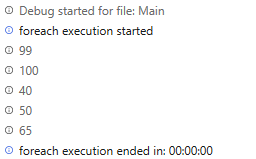 Debug started for file: Main
foreach execution started
99
100
40
50
65
foreach execution ended in: 00:00:00